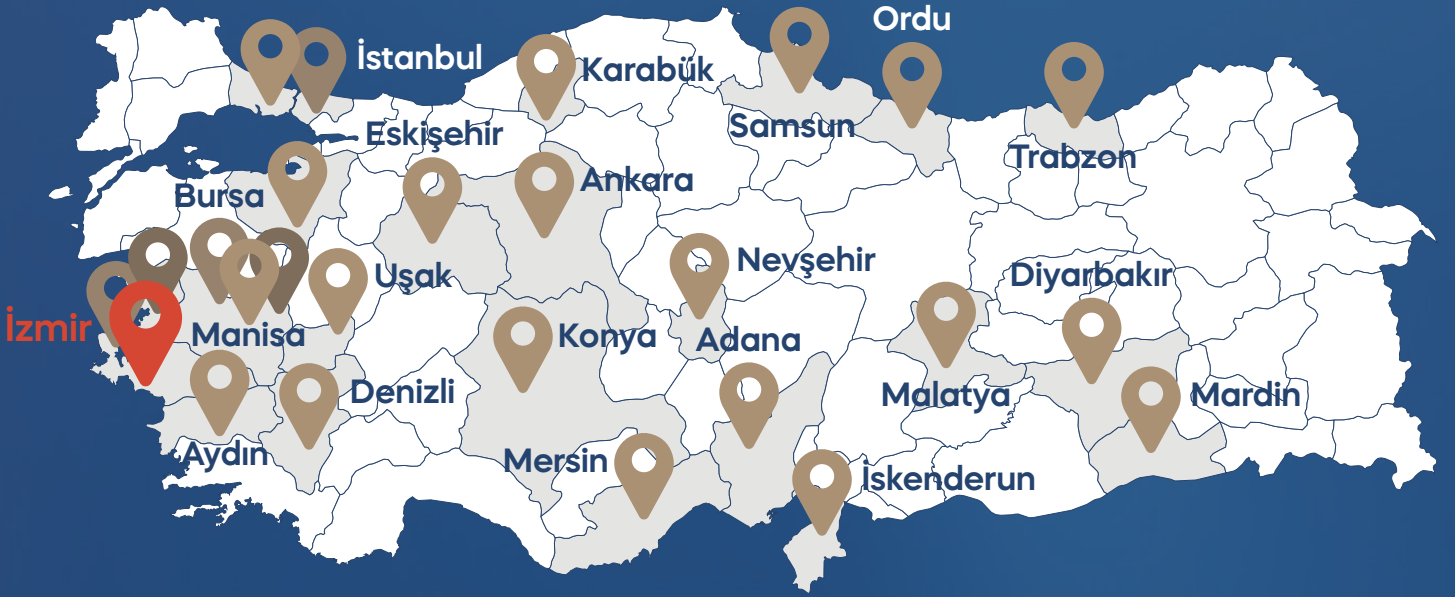 Ordu
İstanbul
Karabük
Samsun
Eskişehir
Trabzon
Ankara
Bursa
Nevşehir
Uşak
Diyarbakır
İzmir
Manisa
Konya
Adana
Denizli
Malatya
Mardin
Aydın
Mersin
İskenderun